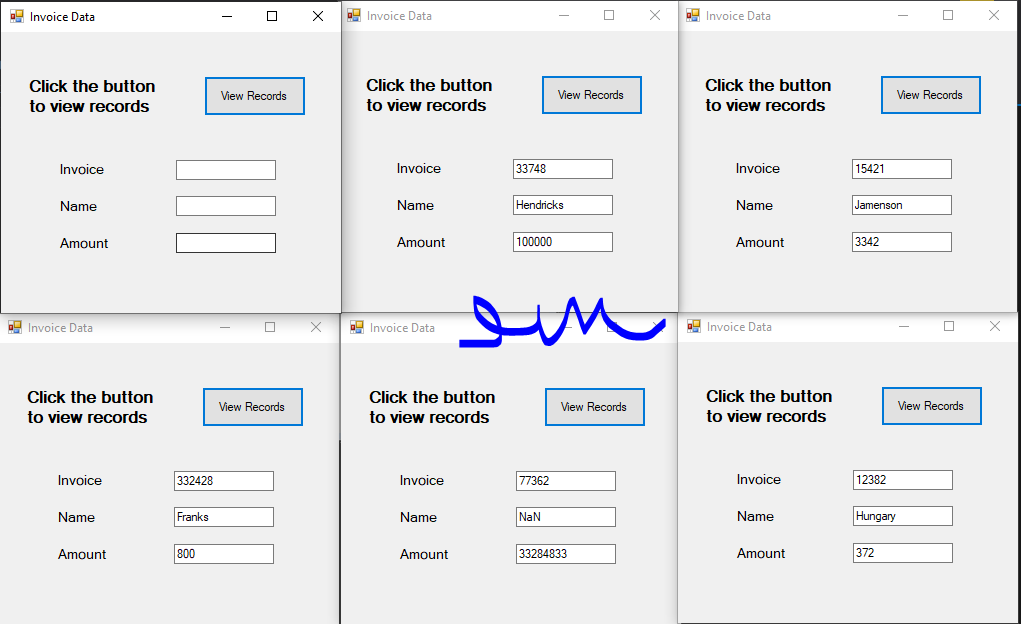 Invoice Data
Click the button
to view records
View Records
Invoice
Name
Amount
Invoice Data
Click the button
to view records
View Records
Invoice 33748
Name Hendricks
Amount 100000
Invoice Data
Click the button
to view records
View Records
Invoice 15421
Name Jamenson
Amount 3342
Invoice Data
Click the button
to view records
View Records
Invoice 332428
Name Franks
Amount 800
Invoice Data
Click the button
to view records
View Records
Invoice 77362
Name NaN
Amount 33284833
Invoice Data
Click the button
to view records
View Records
Invoice 12382
Name Hungary
Amount 372